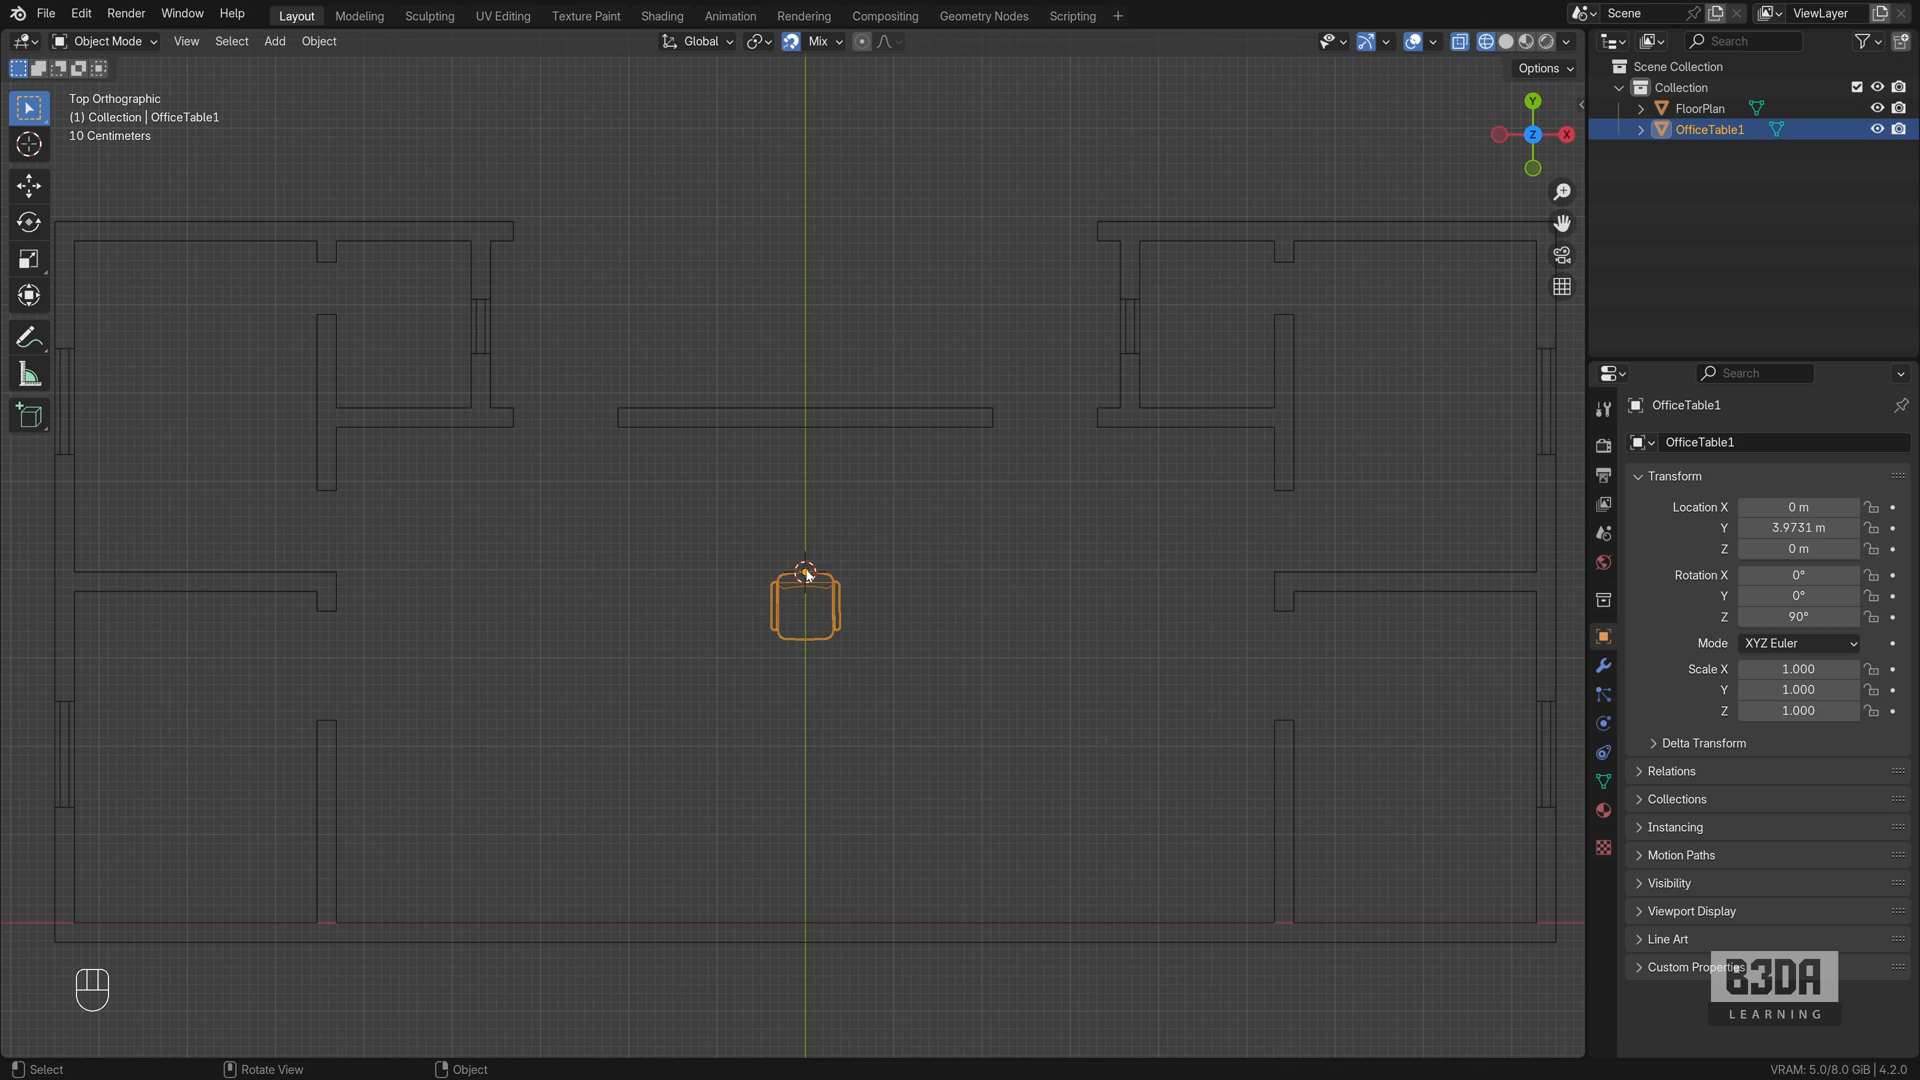 File Edit Render Window Help Layout Modeling Sculpting UV Editing Texture Paint Shading Animation Rendering Compositing Geometry Nodes Scripting + Scene ViewLayer
Object Mode View Select Add Object Global Mix Search
Options
Top Orthographic
(1) Collection | OfficeTable1
10 Centimeters
Y
Z
X
Scene Collection
Collection
FloorPlan
OfficeTable1
Search
OfficeTable1
OfficeTable1
Transform
Location X 0 m
Y 3.9731 m
Z 0 m
Rotation X 0°
Y 0°
Z 90°
Mode XYZ Euler
Scale X 1.000
Y 1.000
Z 1.000
Delta Transform
Relations
Collections
Instancing
Motion Paths
Visibility
Viewport Display
Line Art
Custom Properties
B3DA
LEARNING
Select Rotate View Object VRAM: 5.0/8.0 GiB | 4.2.0